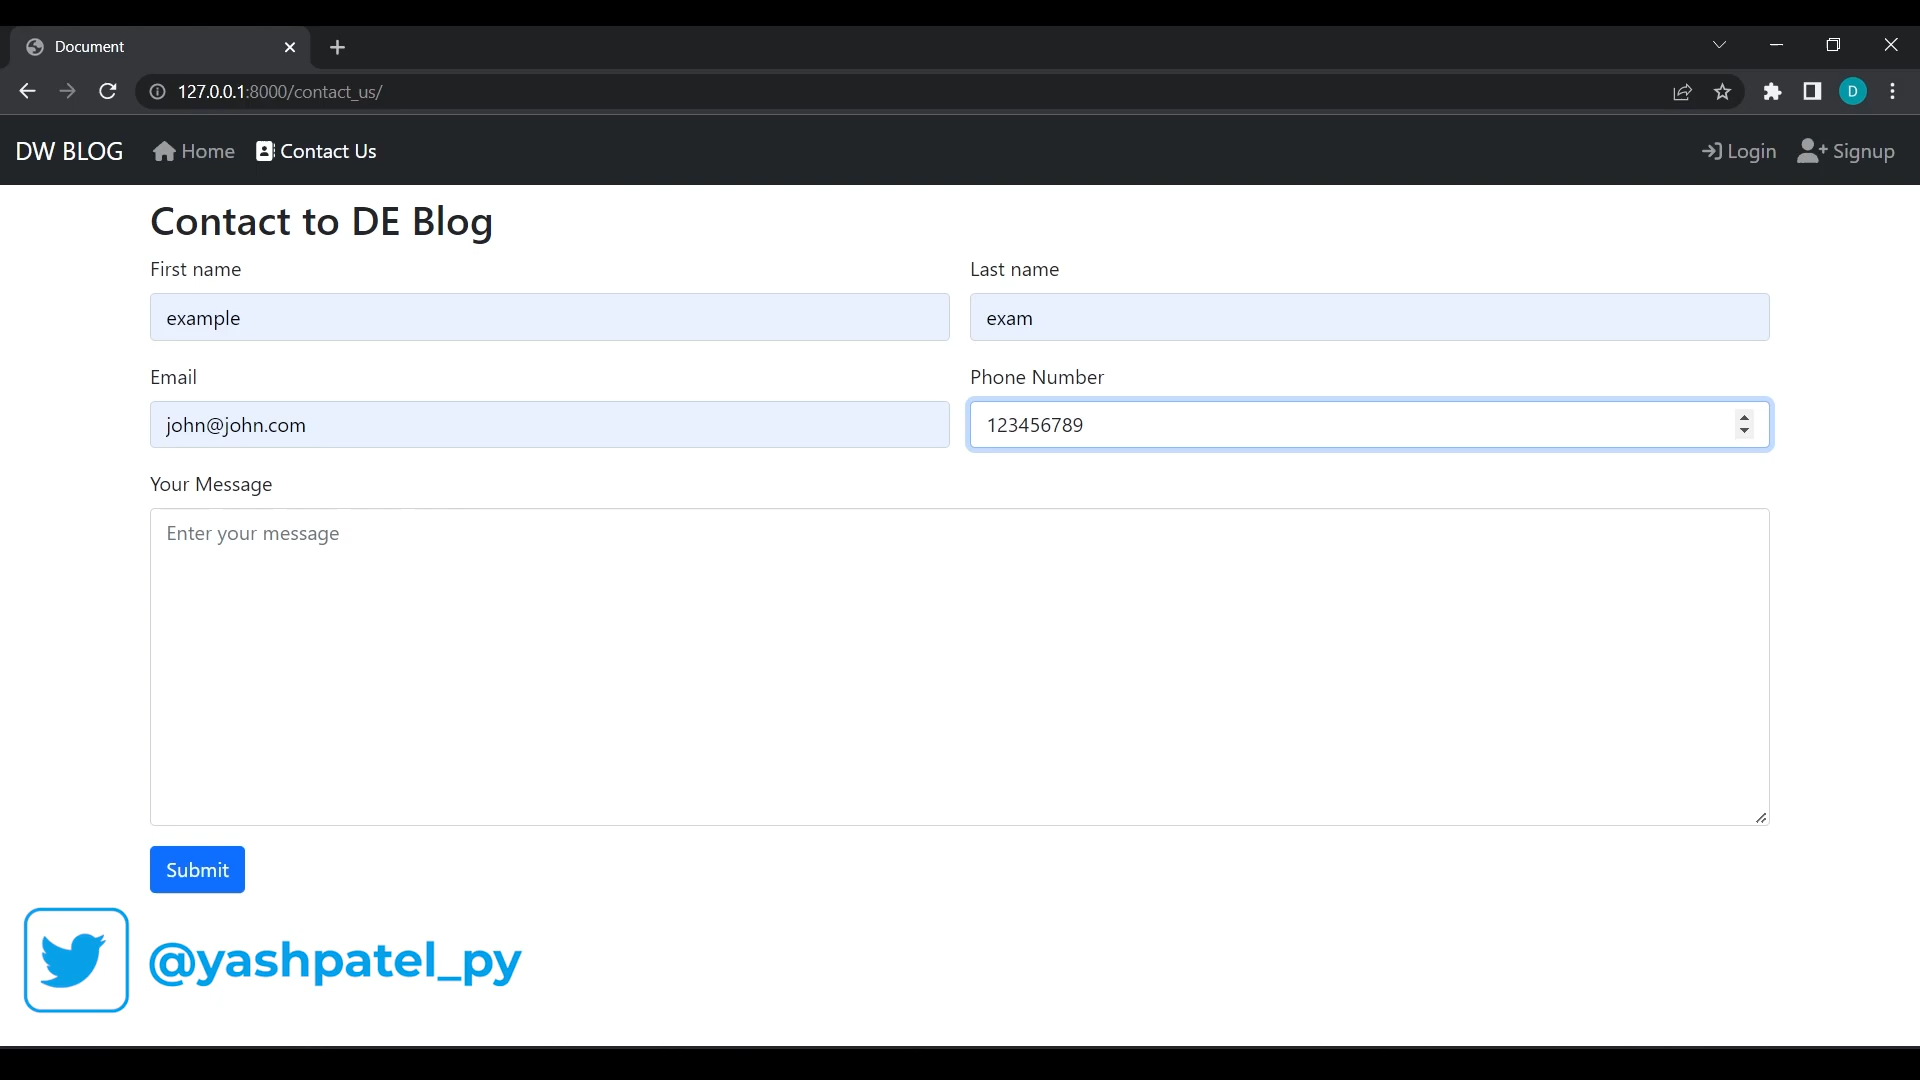 Document
127.0.0.1:8000/contact_us/
D
DW BLOG Home Contact Us Login Signup
Contact to DE Blog
First name Last name
example exam
Email Phone Number
john@john.com 123456789
Your Message
Enter your message
Submit
@yashpatel_py